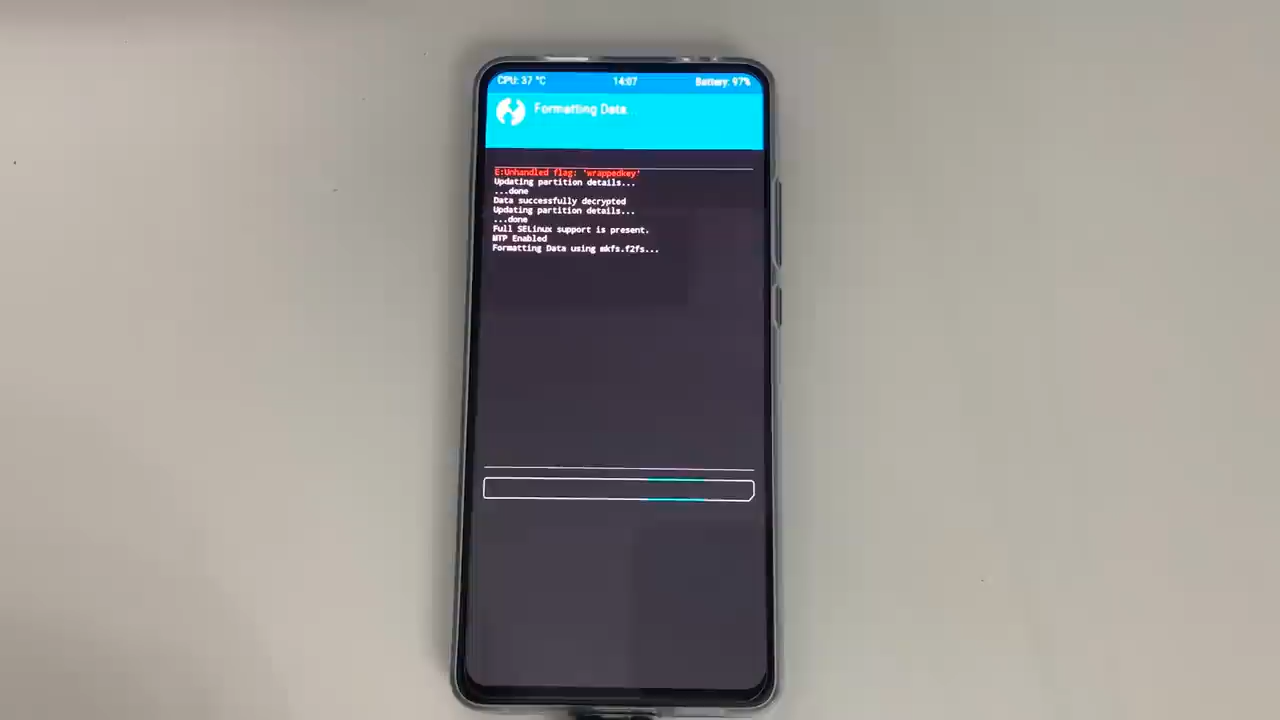 CPU: 37 °C 14:07 Battery: 97%
Formatting Data...
E:Unhandled flag: 'wrappedkey'
Updating partition details...
...done
Data successfully decrypted
Updating partition details...
...done
Full SELinux support is present.
MTP Enabled
Formatting Data using mkfs.f2fs...